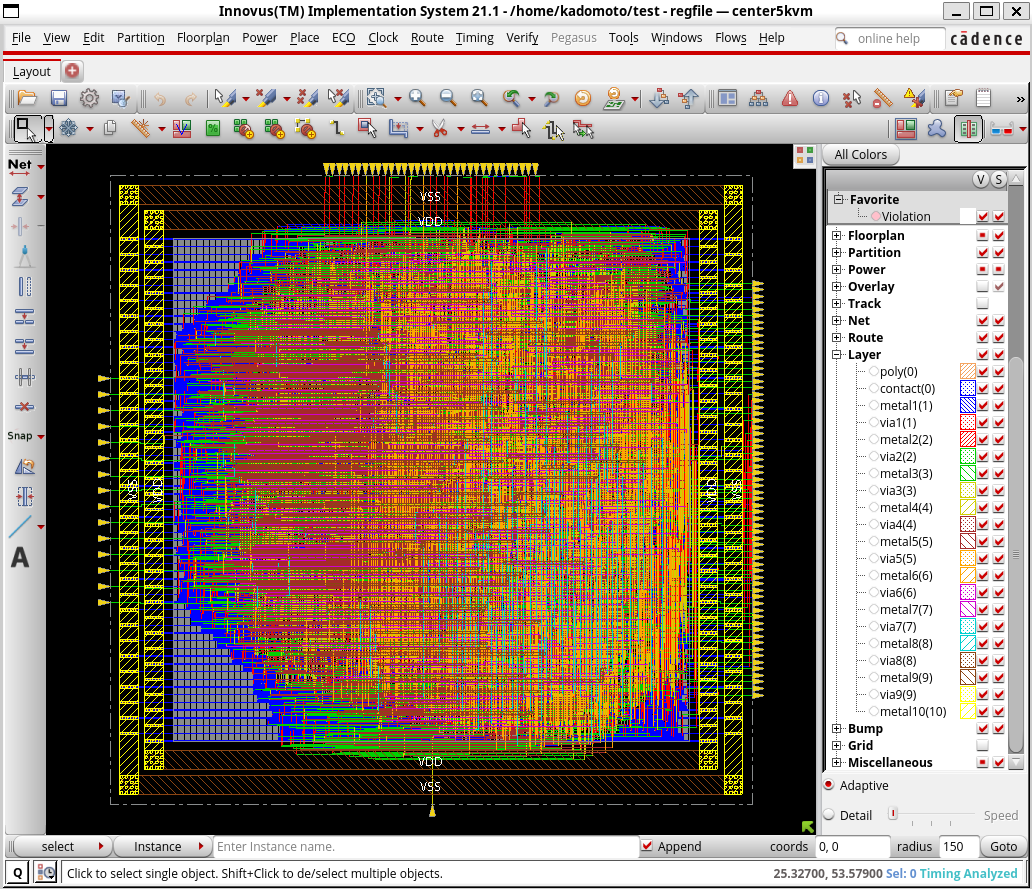 Innovus(TM) Implementation System 21.1 - /home/kadomoto/test - regfile — center5kvm
File View Edit Partition Floorplan Power Place ECO Clock Route Timing Verify Pegasus Tools Windows Flows Help online help cādence
Layout
»
Net
Snap
A
VSS
VDD
VSS
VSS
VDD
VSS
All Colors
V S
Favorite
Violation
Floorplan
Partition
Power
Overlay
Track
Net
Route
Layer
poly(0)
contact(0)
metal1(1)
via1(1)
metal2(2)
via2(2)
metal3(3)
via3(3)
metal4(4)
via4(4)
metal5(5)
via5(5)
metal6(6)
via6(6)
metal7(7)
via7(7)
metal8(8)
via8(8)
metal9(9)
via9(9)
metal10(10)
Bump
Grid
Miscellaneous
Adaptive
Detail Speed
select Instance Enter Instance name. Append coords 0, 0 radius 150 Goto
Q Click to select single object. Shift+Click to de/select multiple objects. 25.32700, 53.57900 Sel: 0 Timing Analyzed